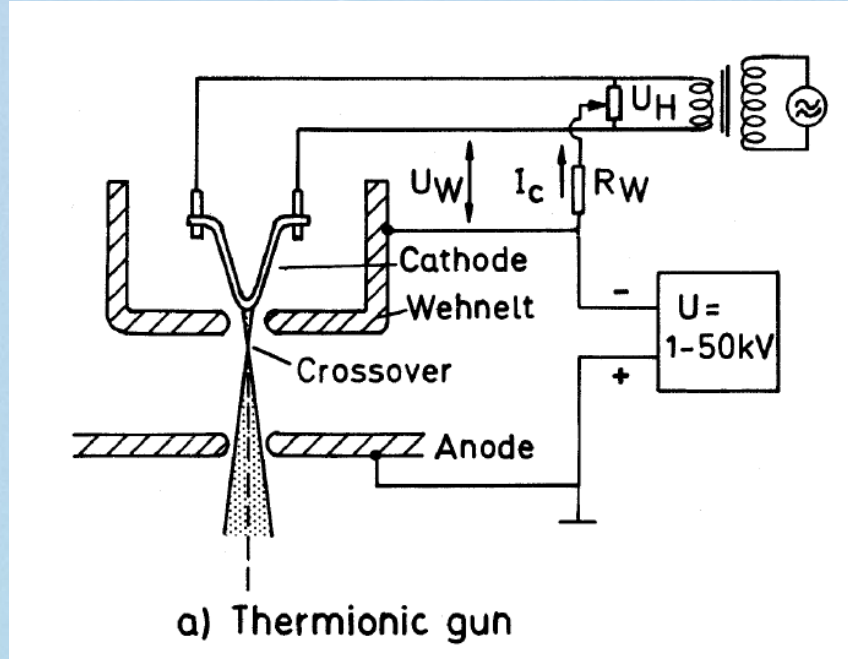 U_H
U_W I_c R_W
Cathode
Wehnelt
Crossover
Anode
-
U=
1-50kV
+
a) Thermionic gun